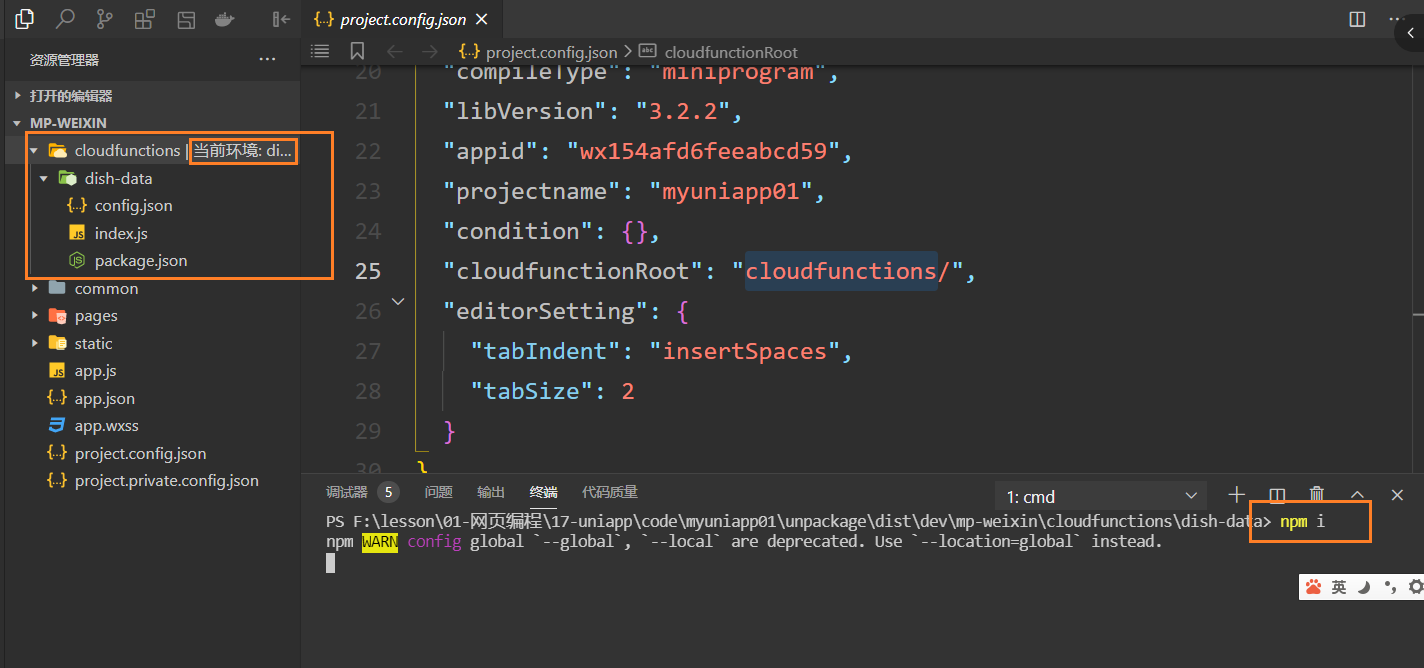 project.config.json
资源管理器
project.config.json > cloudfunctionRoot
打开的编辑器
MP-WEIXIN
cloudfunctions | 当前环境: di...
dish-data
config.json
index.js
package.json
common
pages
static
app.js
app.json
app.wxss
project.config.json
project.private.config.json
20 "compileType": "miniprogram",
21 "libVersion": "3.2.2",
22 "appid": "wx154afd6feeabcd59",
23 "projectname": "myuniapp01",
24 "condition": {},
25 "cloudfunctionRoot": "cloudfunctions/",
26 "editorSetting": {
27 "tabIndent": "insertSpaces",
28 "tabSize": 2
29 }
30 }
调试器 5 问题 输出 终端 代码质量 1: cmd
PS F:\lesson\01-网页编程\17-uniapp\code\myuniapp01\unpackage\dist\dev\mp-weixin\cloudfunctions\dish-data> npm i
npm WARN config global `--global`, `--local` are deprecated. Use `--location=global` instead.
英